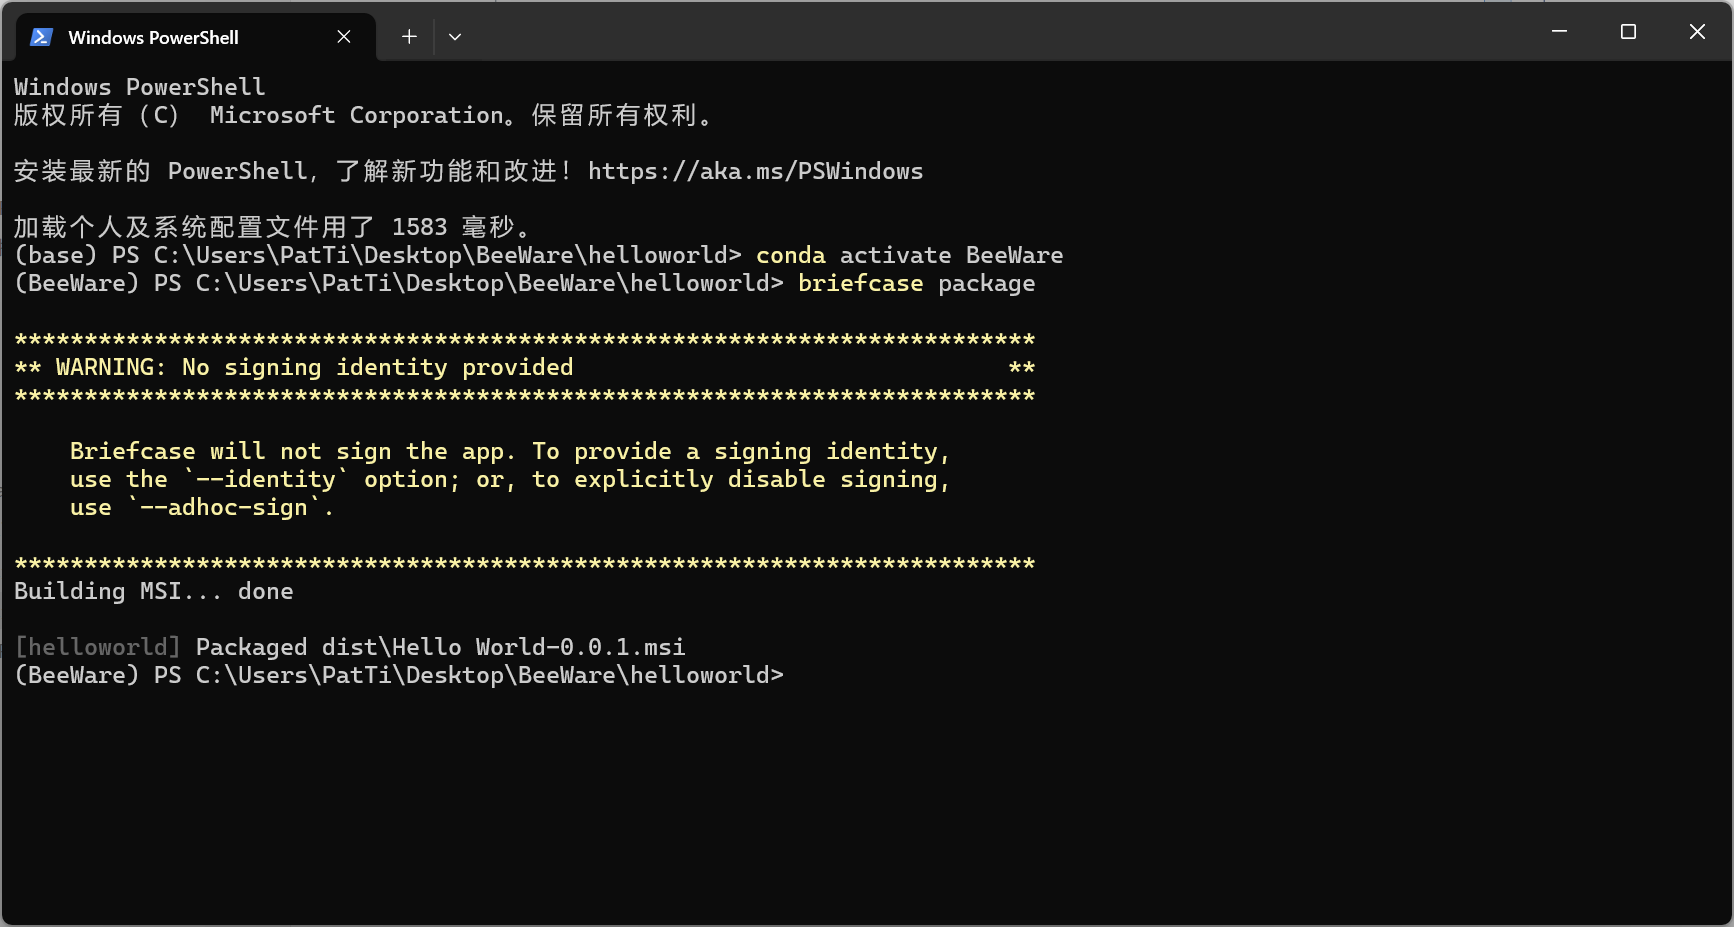 Windows PowerShell
Windows PowerShell
版权所有 (C) Microsoft Corporation。保留所有权利。
安装最新的 PowerShell，了解新功能和改进！https://aka.ms/PSWindows
加载个人及系统配置文件用了 1583 毫秒。
(base) PS C:\Users\PatTi\Desktop\BeeWare\helloworld> conda activate BeeWare
(BeeWare) PS C:\Users\PatTi\Desktop\BeeWare\helloworld> briefcase package
*************************************************************************
** WARNING: No signing identity provided                               **
*************************************************************************
Briefcase will not sign the app. To provide a signing identity,
use the `--identity` option; or, to explicitly disable signing,
use `--adhoc-sign`.
*************************************************************************
Building MSI... done
[helloworld] Packaged dist\Hello World-0.0.1.msi
(BeeWare) PS C:\Users\PatTi\Desktop\BeeWare\helloworld>